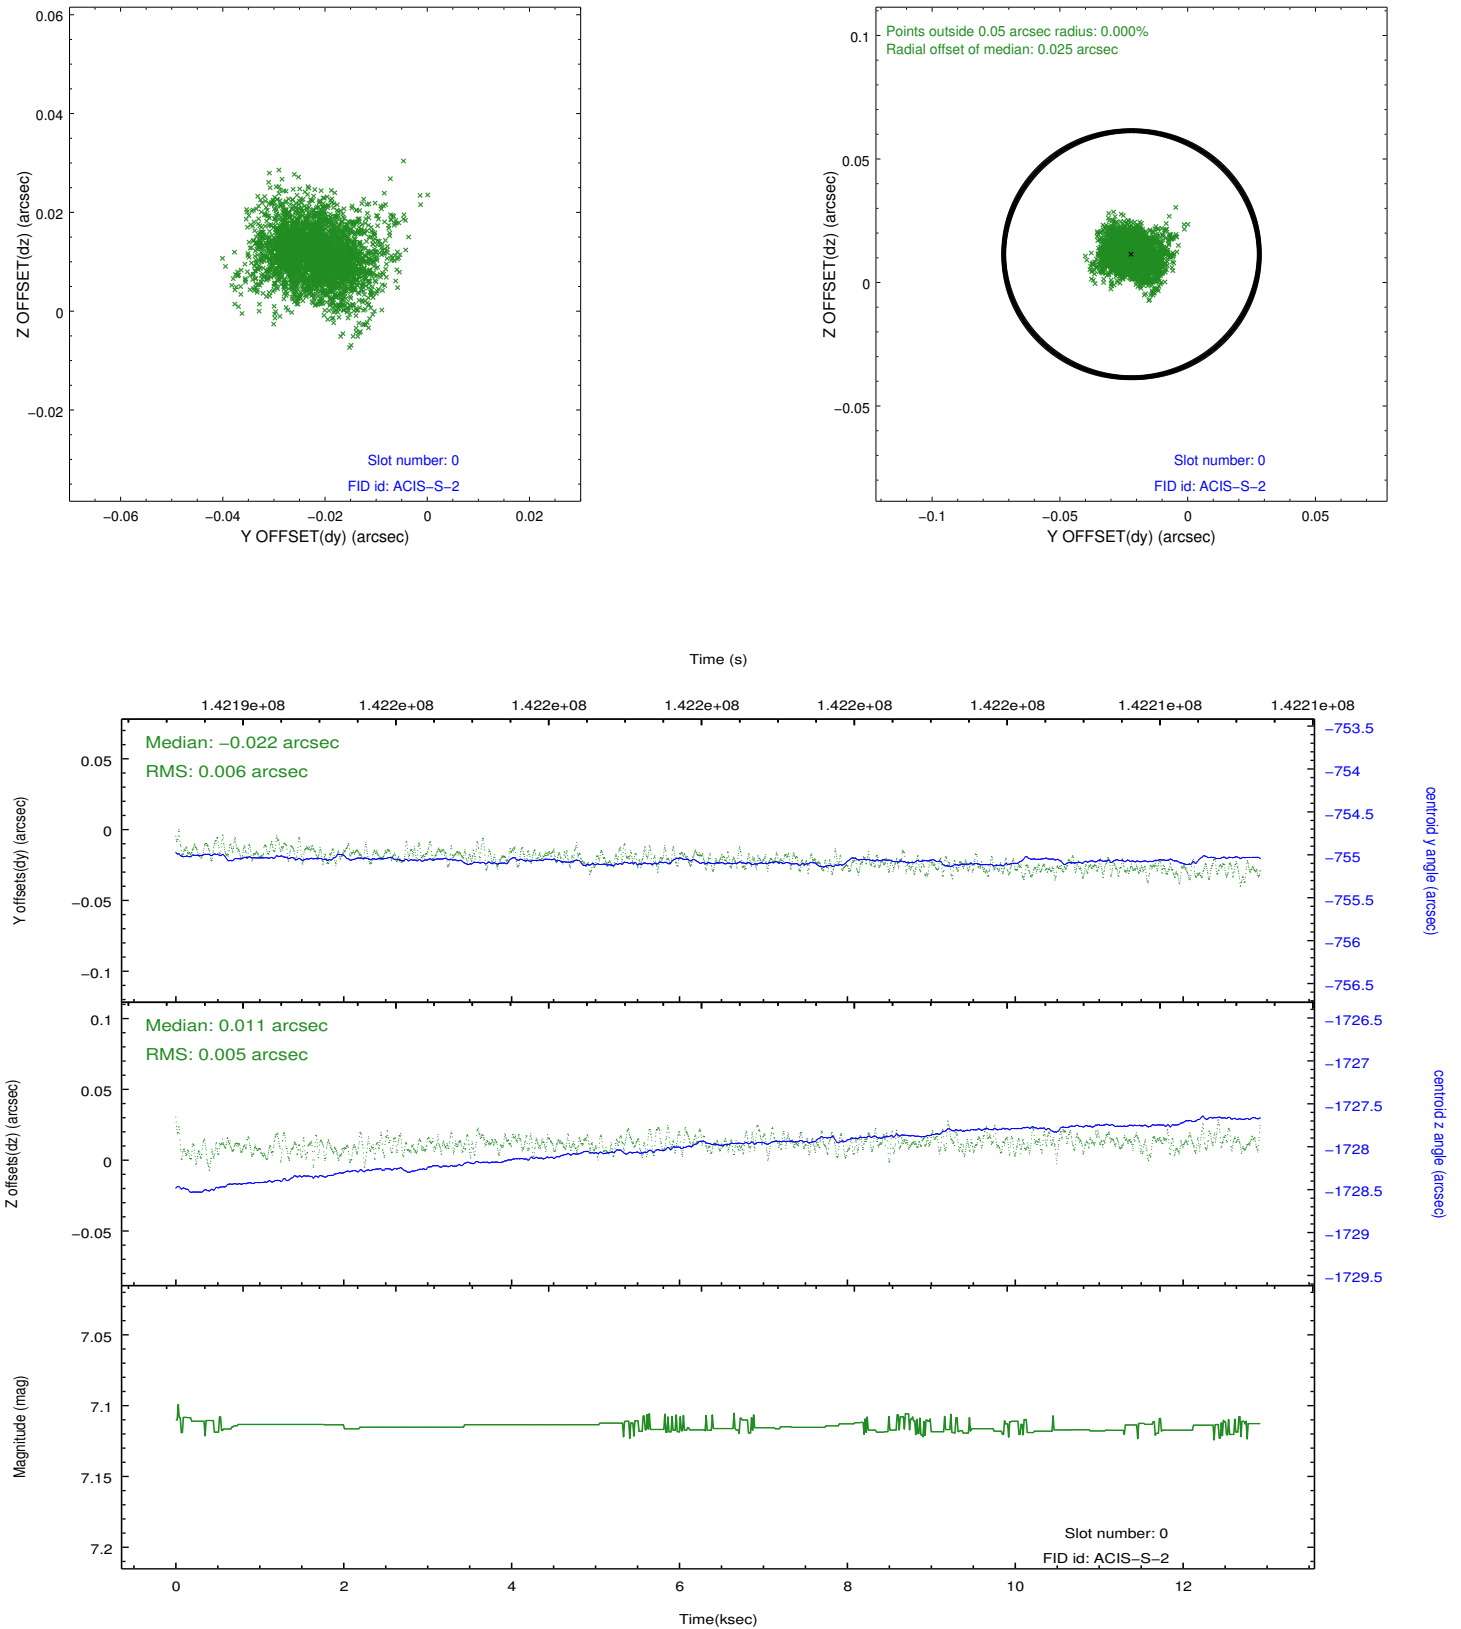 0.06
0.04
0.02
0
−0.02
Z OFFSET(dz) (arcsec)
Slot number: 0
FID id: ACIS−S−2
−0.06
−0.04
−0.02
0
0.02
Y OFFSET(dy) (arcsec)
Points outside 0.05 arcsec radius: 0.000%
Radial offset of median: 0.025 arcsec
0.1
0.05
0
−0.05
Z OFFSET(dz) (arcsec)
Slot number: 0
FID id: ACIS−S−2
−0.1
−0.05
0
0.05
Y OFFSET(dy) (arcsec)
Time (s)
1.4219e+08
1.422e+08
1.422e+08
1.422e+08
1.422e+08
1.422e+08
1.4221e+08
1.4221e+08
Median: −0.022 arcsec
RMS: 0.006 arcsec
0.05
0
−0.05
−0.1
Y offsets(dy) (arcsec)
−753.5
−754
−754.5
−755
−755.5
−756
−756.5
centroid y angle (arcsec)
Median: 0.011 arcsec
RMS: 0.005 arcsec
0.1
0.05
0
−0.05
Z offsets(dz) (arcsec)
−1726.5
−1727
−1727.5
−1728
−1728.5
−1729
−1729.5
centroid z angle (arcsec)
7.05
7.1
7.15
7.2
Magnitude (mag)
Slot number: 0
FID id: ACIS−S−2
0
2
4
6
8
10
12
Time(ksec)